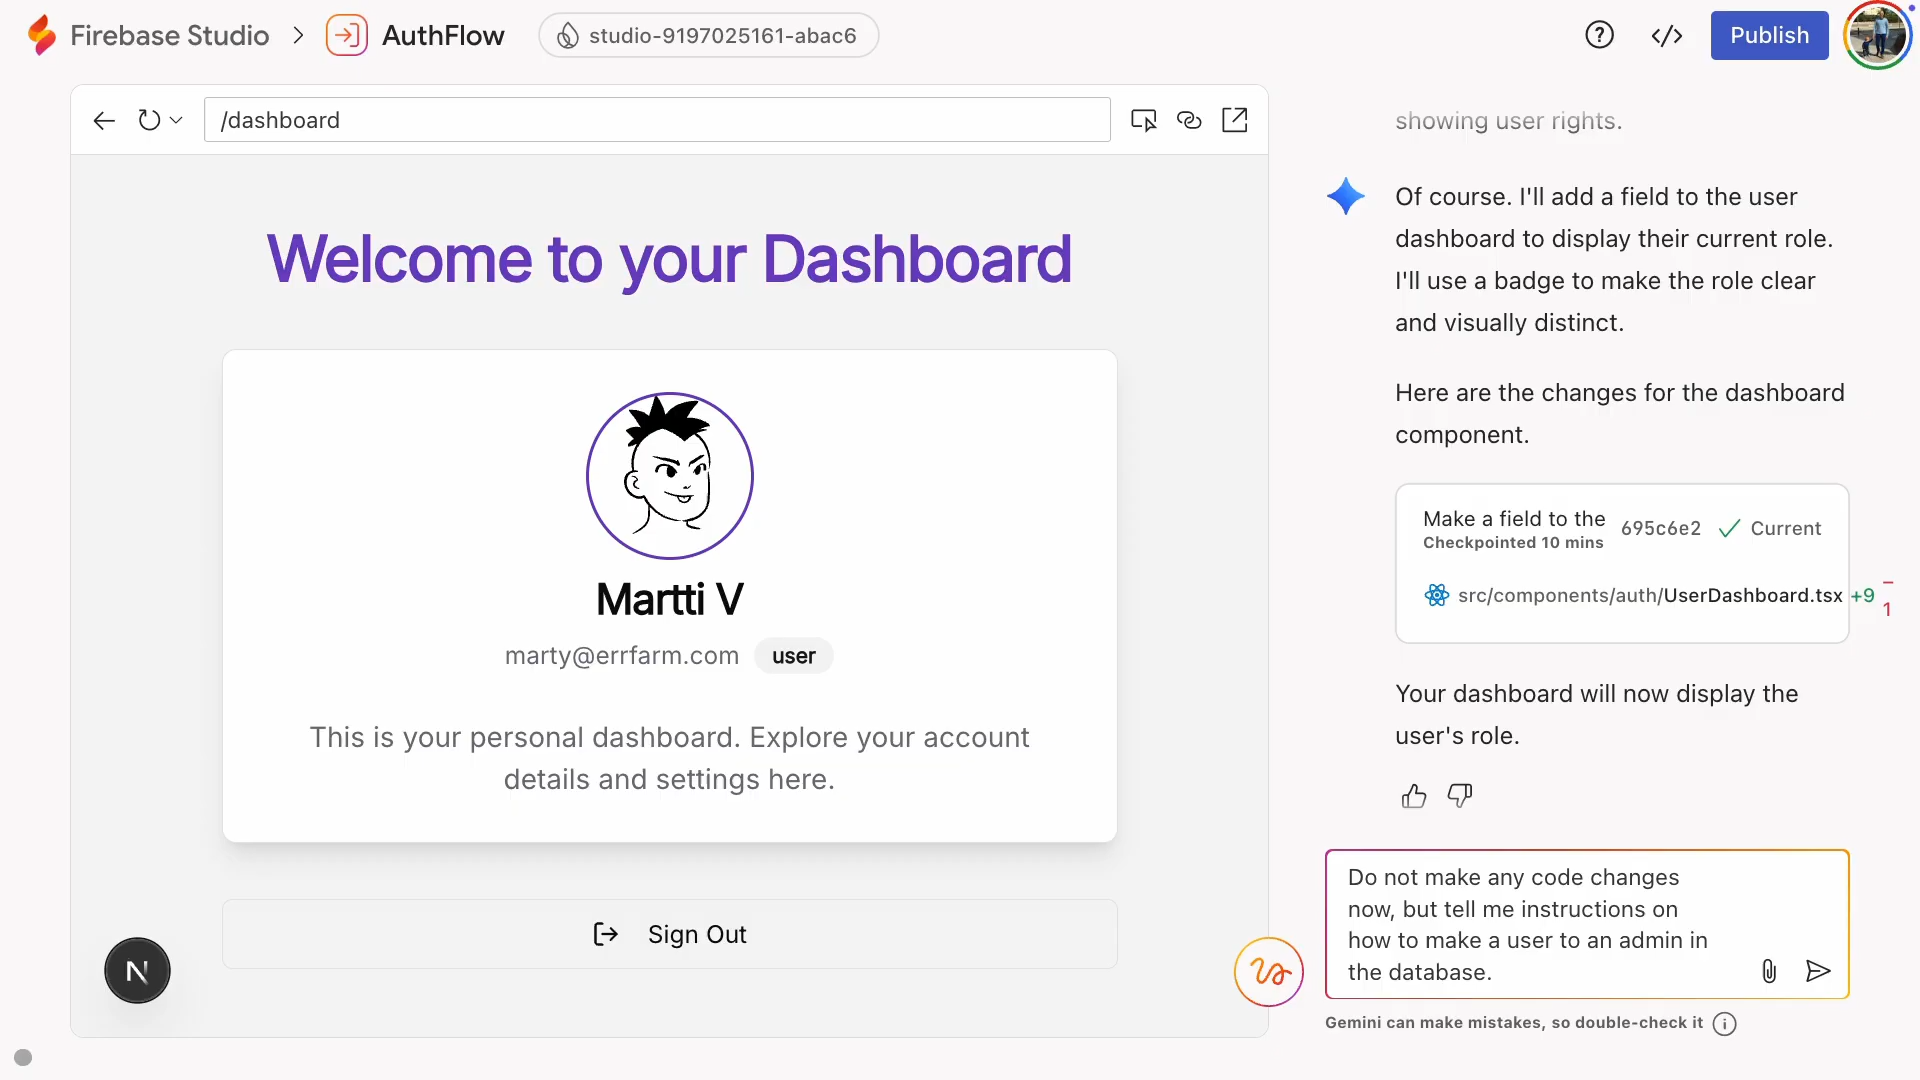 Firebase Studio
AuthFlow
studio-9197025161-abac6
Publish
/dashboard
Welcome to your Dashboard
Martti V
marty@errfarm.com
user
This is your personal dashboard. Explore your account
details and settings here.
Sign Out
N
showing user rights.
Of course. I'll add a field to the user
dashboard to display their current role.
I'll use a badge to make the role clear
and visually distinct.
Here are the changes for the dashboard
component.
Make a field to the
695c6e2
Current
Checkpointed 10 mins
src/components/auth/UserDashboard.tsx
+9
−
1
Your dashboard will now display the
user's role.
Do not make any code changes
now, but tell me instructions on
how to make a user to an admin in
the database.
Gemini can make mistakes, so double-check it